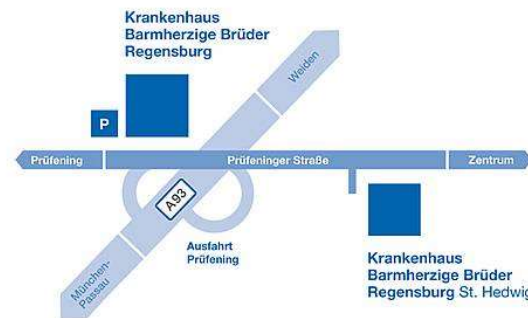 Krankenhaus
Barmherzige Brüder
Regensburg
Weiden
P
Prüfening
Prüfeninger Straße
Zentrum
A93
Ausfahrt
Prüfening
München-
Passau
Krankenhaus
Barmherzige Brüder
Regensburg St. Hedwig